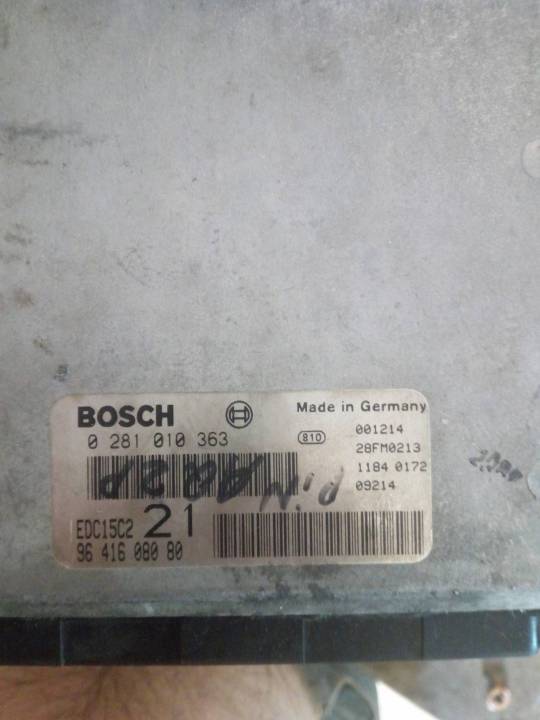 BOSCH
Made in Germany
0 281 010 363
810
001214
28FM0213
1184 0172
09214
EDC15C2 21
96 416 080 80